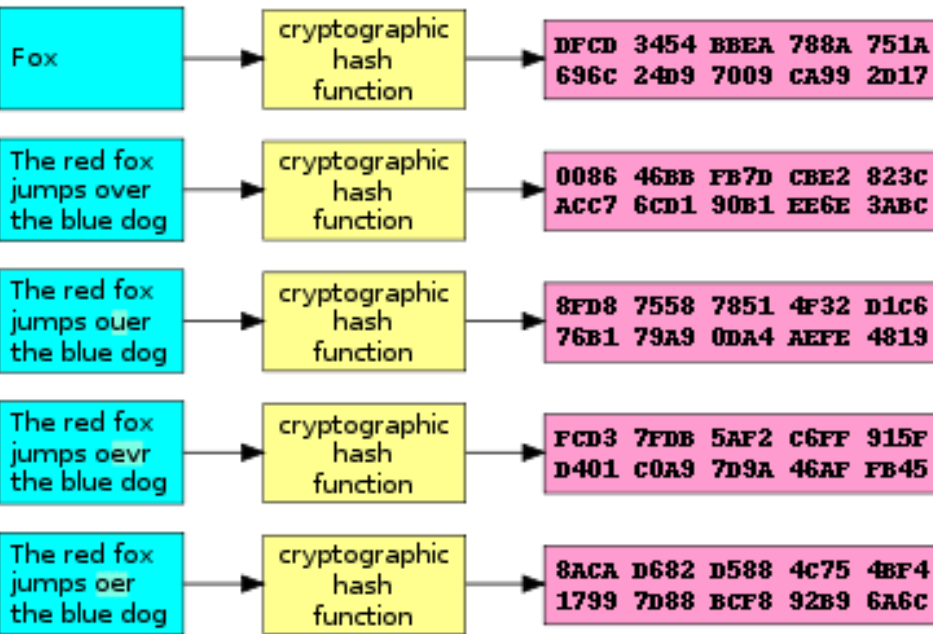 Fox
cryptographic
hash
function
DFCD 3454 BBEA 788A 751A
696C 24D9 7009 CA99 2D17
The red fox
jumps over
the blue dog
cryptographic
hash
function
0086 46BB FB7D CBE2 823C
ACC7 6CD1 90B1 EE6E 3ABC
The red fox
jumps ouer
the blue dog
cryptographic
hash
function
8FD8 7558 7851 4F32 D1C6
76B1 79A9 0DA4 AEFE 4819
The red fox
jumps oevr
the blue dog
cryptographic
hash
function
FCD3 7FDB 5AF2 C6FF 915F
D401 C0A9 7D9A 46AF FB45
The red fox
jumps oer
the blue dog
cryptographic
hash
function
8ACA D682 D588 4C75 4BF4
1799 7D88 BCF8 92B9 6A6C